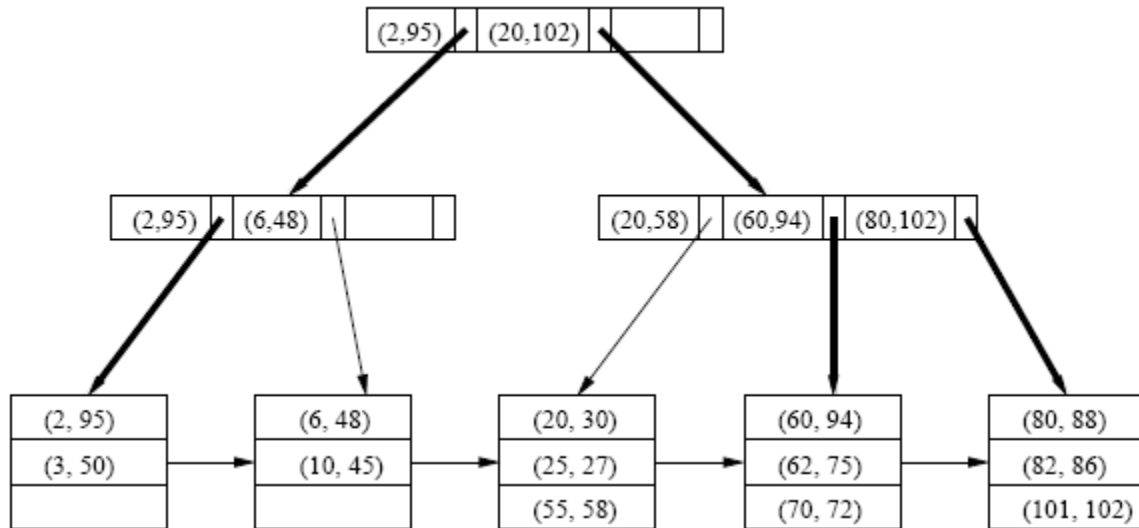 (2,95) (20,102)
(2,95) (6,48) (20,58) (60,94) (80,102)
(2, 95) (6, 48) (20, 30) (60, 94) (80, 88)
(3, 50) (10, 45) (25, 27) (62, 75) (82, 86)
(55, 58) (70, 72) (101, 102)